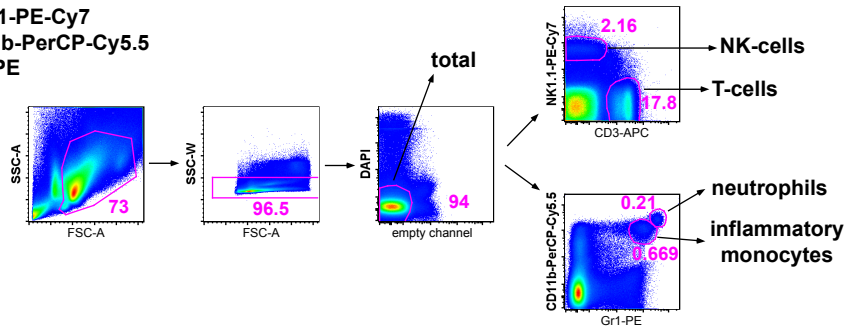 1-PE-Cy7
b-PerCP-Cy5.5
PE
total
NK1.1-PE-Cy7
2.16
NK-cells
T-cells
17.8
CD3-APC
SSC-A
73
FSC-A
SSC-W
96.5
FSC-A
DAPI
94
empty channel
CD11b-PerCP-Cy5.5
0.21
neutrophils
inflammatory
monocytes
0.669
Gr1-PE